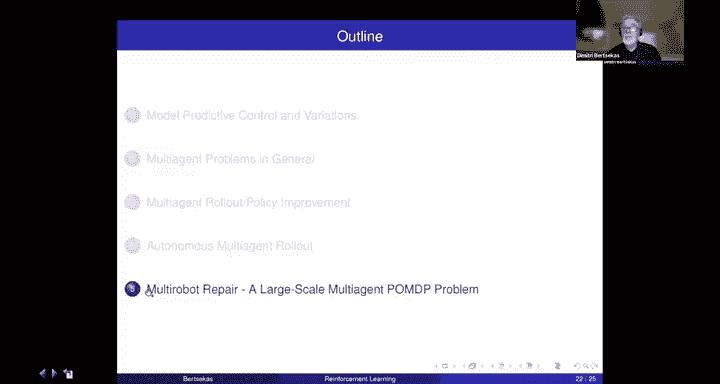 Outline
Dimitri Bertsekas
Model Predictive Control and Variations
Multiagent Problems in General
Multiagent Rollout/Policy Improvement
Autonomous Multiagent Rollout
5 Multirobot Repair - A Large-Scale Multiagent POMDP Problem
Bertsekas
Reinforcement Learning
22 / 25